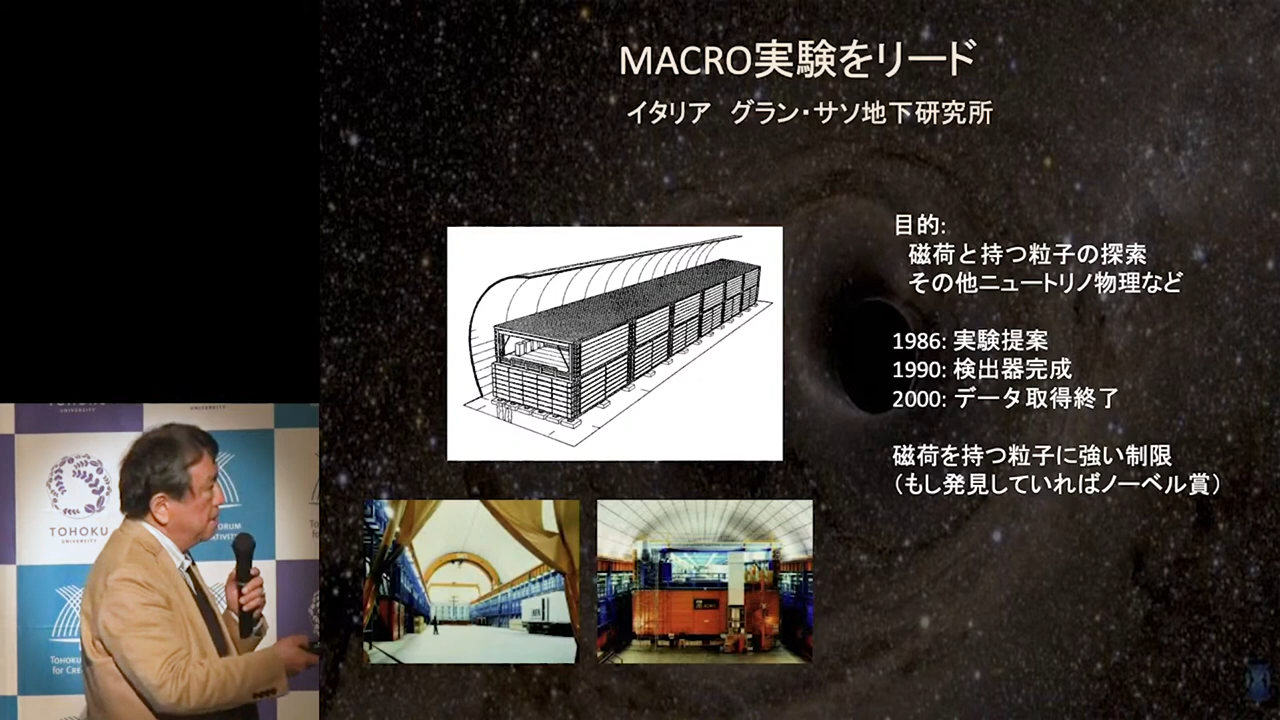 MACRO実験をリード
イタリア グラン・サソ地下研究所
目的:
磁荷と持つ粒子の探索
その他ニュートリノ物理など
1986: 実験提案
1990: 検出器完成
2000: データ取得終了
磁荷を持つ粒子に強い制限
（もし発見していればノーベル賞）
UNIVERSITY
UNIVERSITY
TOHOKU
UNIVERSITY